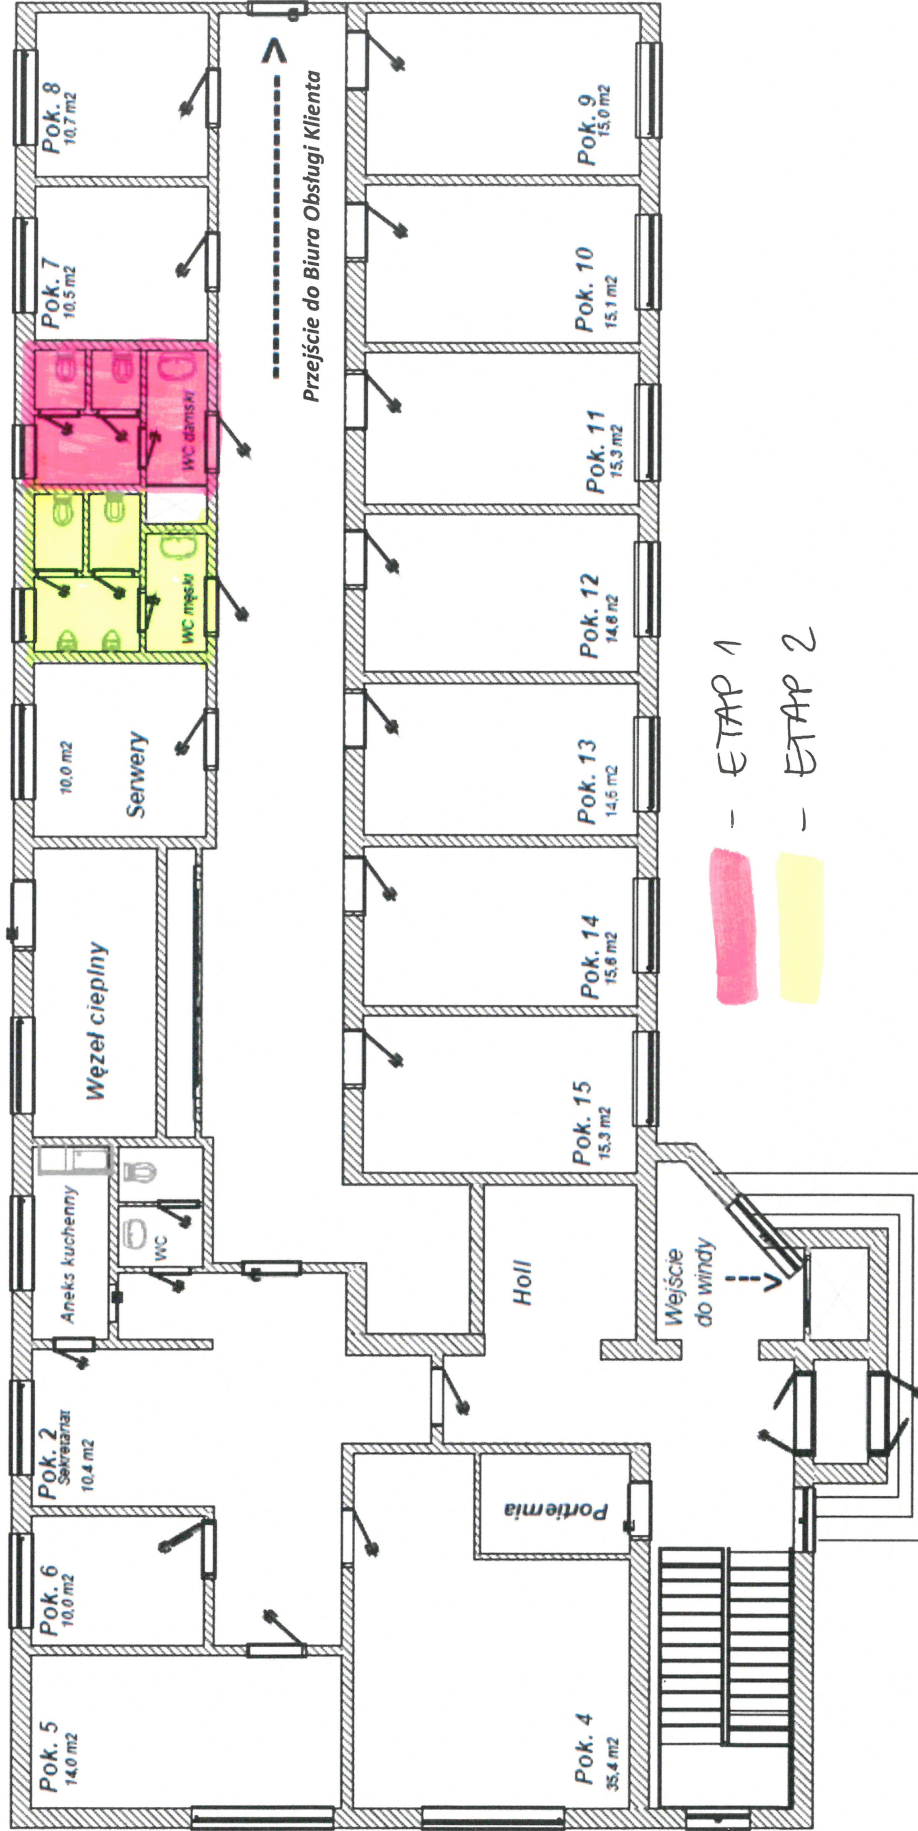 Pok. 8
10,7 m2
Pok. 7
10,5 m2
WC damski
WC męski
10,0 m2
Serwery
Węzeł cieplny
Aneks kuchenny
WC
Pok. 2
Sekretariat
10,4 m2
Pok. 6
10,0 m2
Pok. 5
14,0 m2
Przejście do Biura Obsługi Klienta
Pok. 9
15,0 m2
Pok. 10
15,1 m2
Pok. 11
15,3 m2
Pok. 12
14,6 m2
Pok. 13
14,5 m2
Pok. 14
15,6 m2
Pok. 15
15,3 m2
Holl
Wejście
do windy
Portiernia
Pok. 4
35,4 m2
- ETAP 1
- ETAP 2